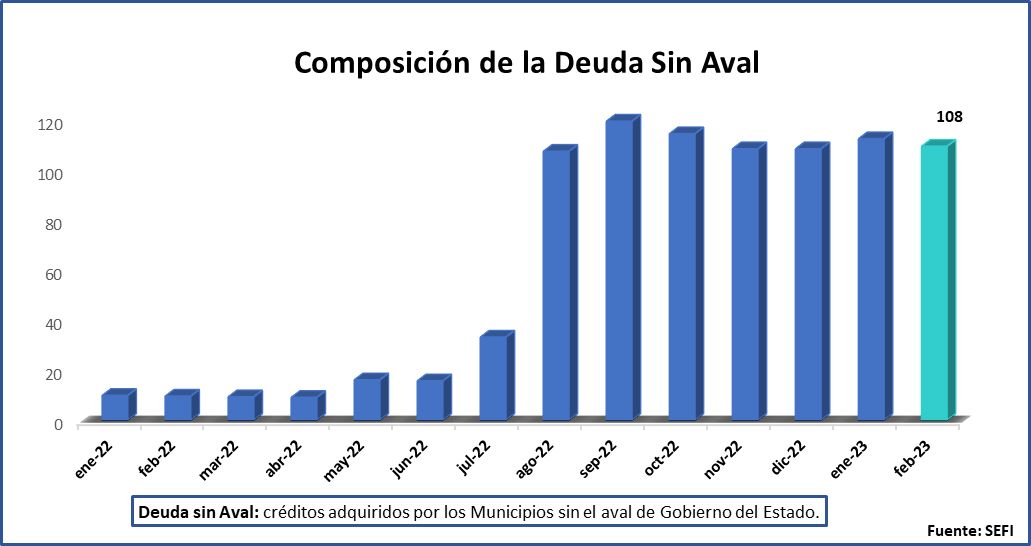 Composición de la Deuda Sin Aval
108
120
100
80
60
40
20
0
ene-22 feb-22 mar-22 abr-22 may-22 jun-22 jul-22 ago-22 sep-22 oct-22 nov-22 dic-22 ene-23 feb-23
Deuda sin Aval: créditos adquiridos por los Municipios sin el aval de Gobierno del Estado.
Fuente: SEFI